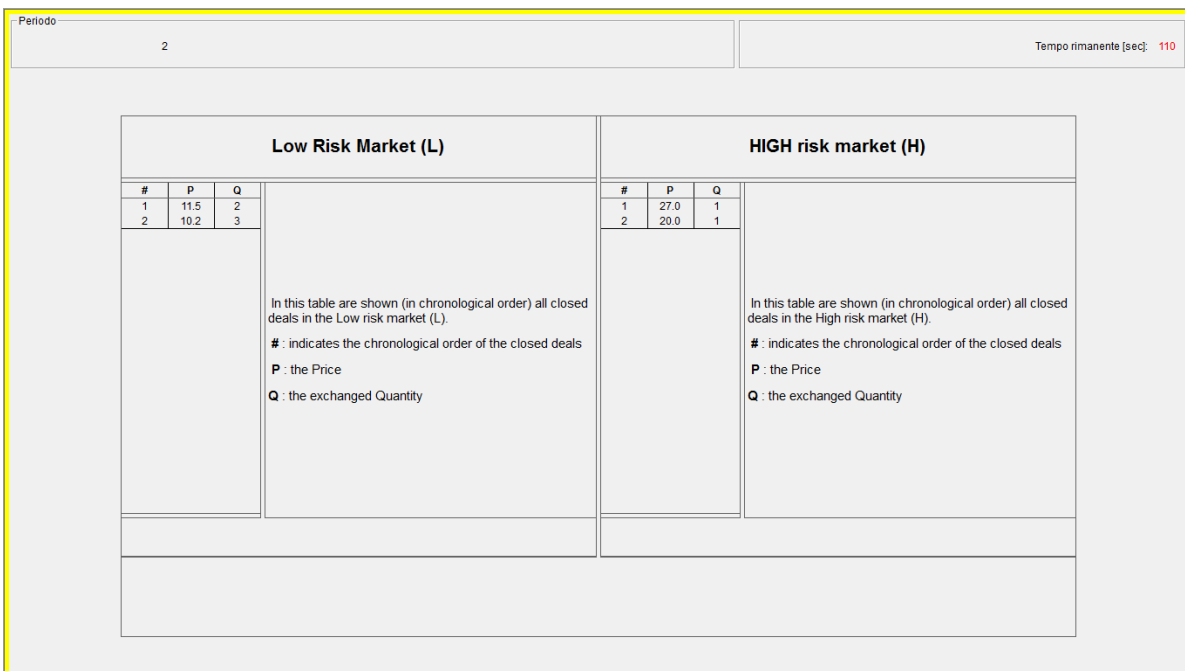 Periodo
2
Tempo rimanente [sec]: 110
Low Risk Market (L)
# P Q
1 11.5 2
2 10.2 3
In this table are shown (in chronological order) all closed
deals in the Low risk market (L).
# : indicates the chronological order of the closed deals
P : the Price
Q : the exchanged Quantity
HIGH risk market (H)
# P Q
1 27.0 1
2 20.0 1
In this table are shown (in chronological order) all closed
deals in the High risk market (H).
# : indicates the chronological order of the closed deals
P : the Price
Q : the exchanged Quantity